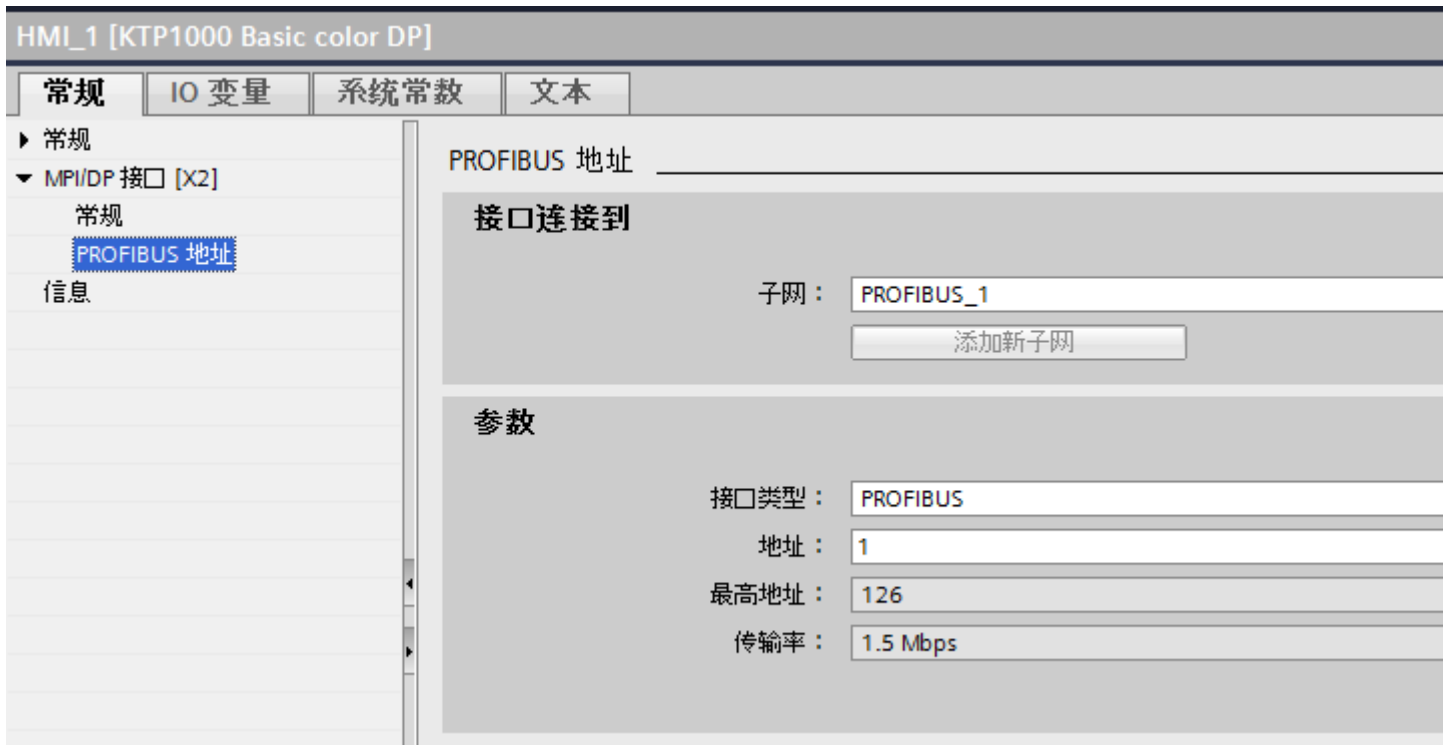 HMI_1 [KTP1000 Basic color DP]
常规 IO 变量 系统常数 文本
常规
MPI/DP 接口 [X2]
常规
PROFIBUS 地址
信息
PROFIBUS 地址
接口连接到
子网： PROFIBUS_1
添加新子网
参数
接口类型： PROFIBUS
地址： 1
最高地址： 126
传输率： 1.5 Mbps